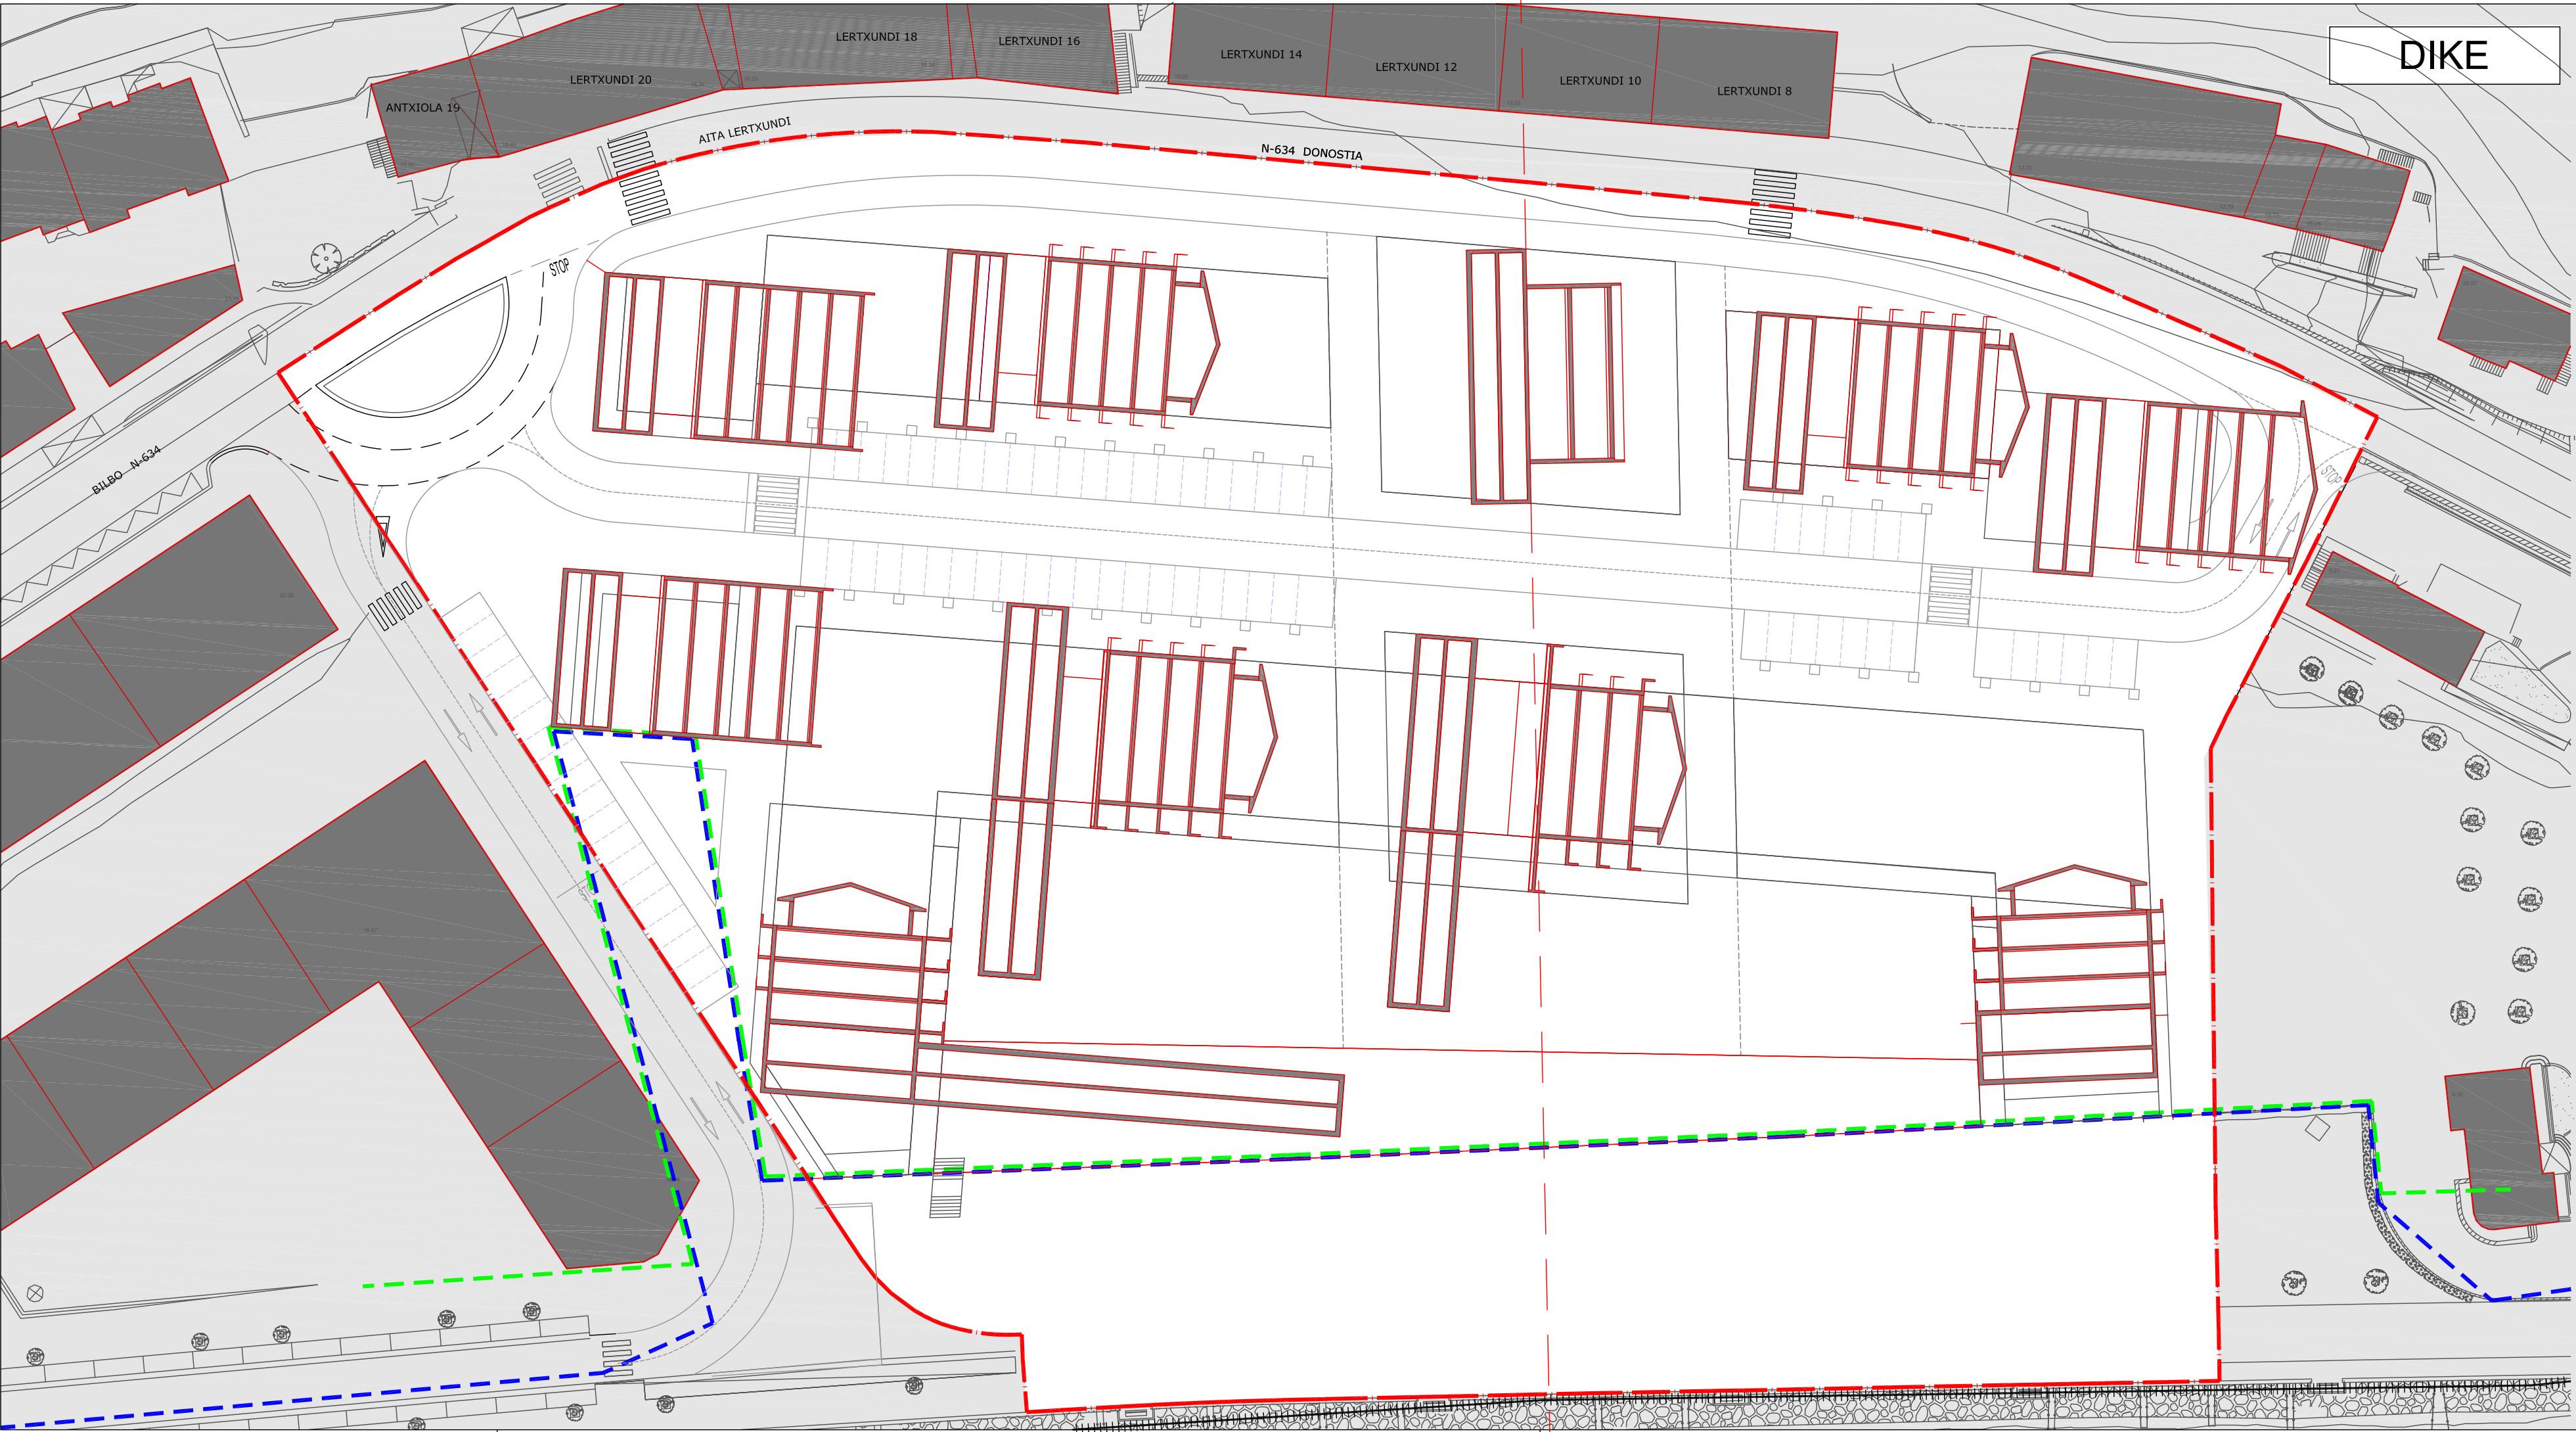 DIKE
LERTXUNDI 18
LERTXUNDI 16
LERTXUNDI 14
LERTXUNDI 12
LERTXUNDI 10
LERTXUNDI 8
LERTXUNDI 20
ANTXIOLA 19
AITA LERTXUNDI
N-634 DONOSTIA
STOP
BILBO N-634
STOP